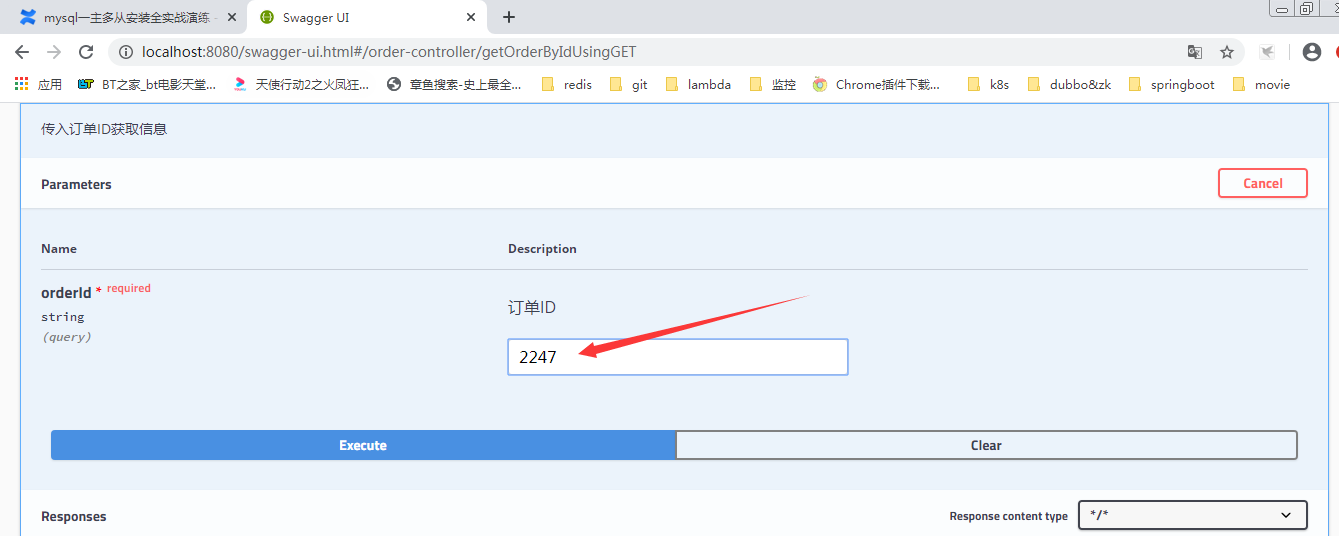 mysql一主多从安装全实战演练
Swagger UI
localhost:8080/swagger-ui.html#/order-controller/getOrderByIdUsingGET
应用 BT之家_bt电影天堂... 天使行动2之火凤狂... 章鱼搜索-史上最全... redis git lambda 监控 Chrome插件下载... k8s dubbo&zk springboot movie
传入订单ID获取信息
Parameters
Cancel
Name Description
orderId * required
string
(query)
订单ID
2247
Execute Clear
Responses
Response content type */*